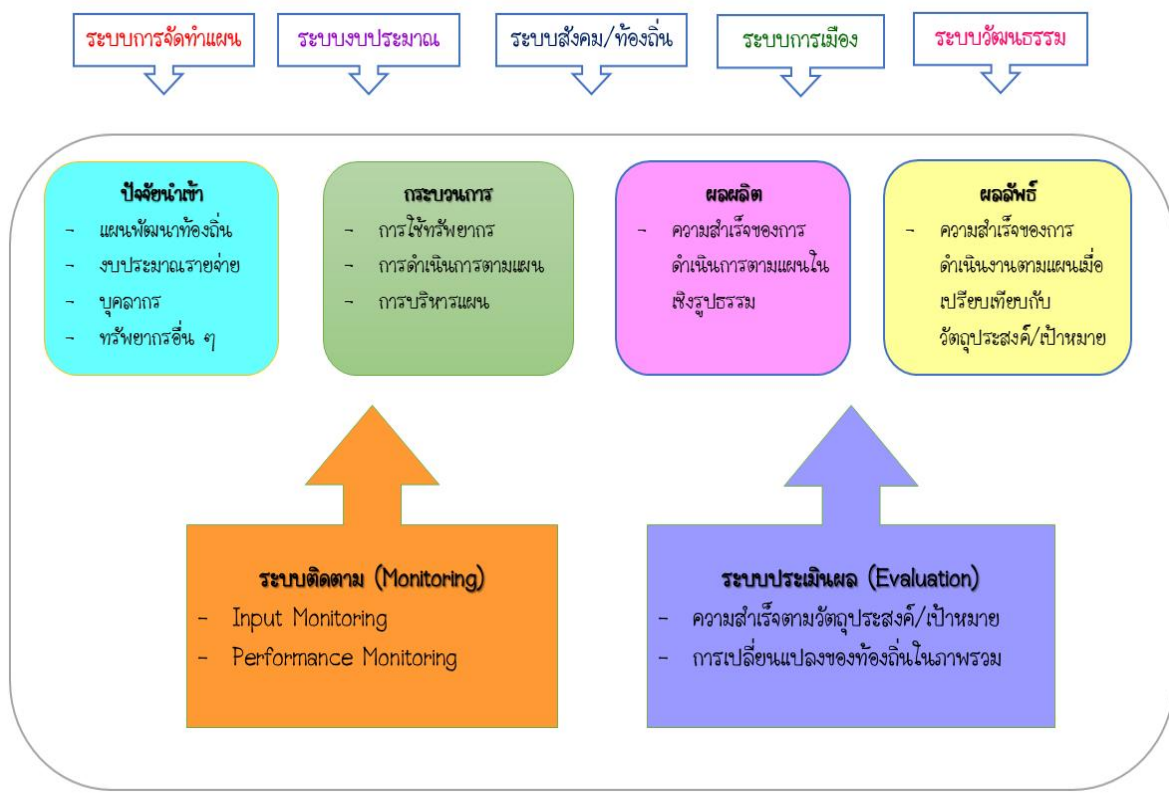 ระบบการจัดทำแผน
ระบบงบประมาณ
ระบบสังคม/ท้องถิ่น
ระบบการเมือง
ระบบวัฒนธรรม
ปัจจัยนำเข้า
- แผนพัฒนาท้องถิ่น
- งบประมาณรายจ่าย
- บุคลากร
- ทรัพยากรอื่น ๆ
กระบวนการ
- การใช้ทรัพยากร
- การดำเนินการตามแผน
- การบริหารแผน
ผลผลิต
- ความสำเร็จของการ
ดำเนินการตามแผนใน
เชิงรูปธรรม
ผลลัพธ์
- ความสำเร็จของการ
ดำเนินงานตามแผนเมื่อ
เปรียบเทียบกับ
วัตถุประสงค์/เป้าหมาย
ระบบติดตาม (Monitoring)
- Input Monitoring
- Performance Monitoring
ระบบประเมินผล (Evaluation)
- ความสำเร็จตามวัตถุประสงค์/เป้าหมาย
- การเปลี่ยนแปลงของท้องถิ่นในภาพรวม